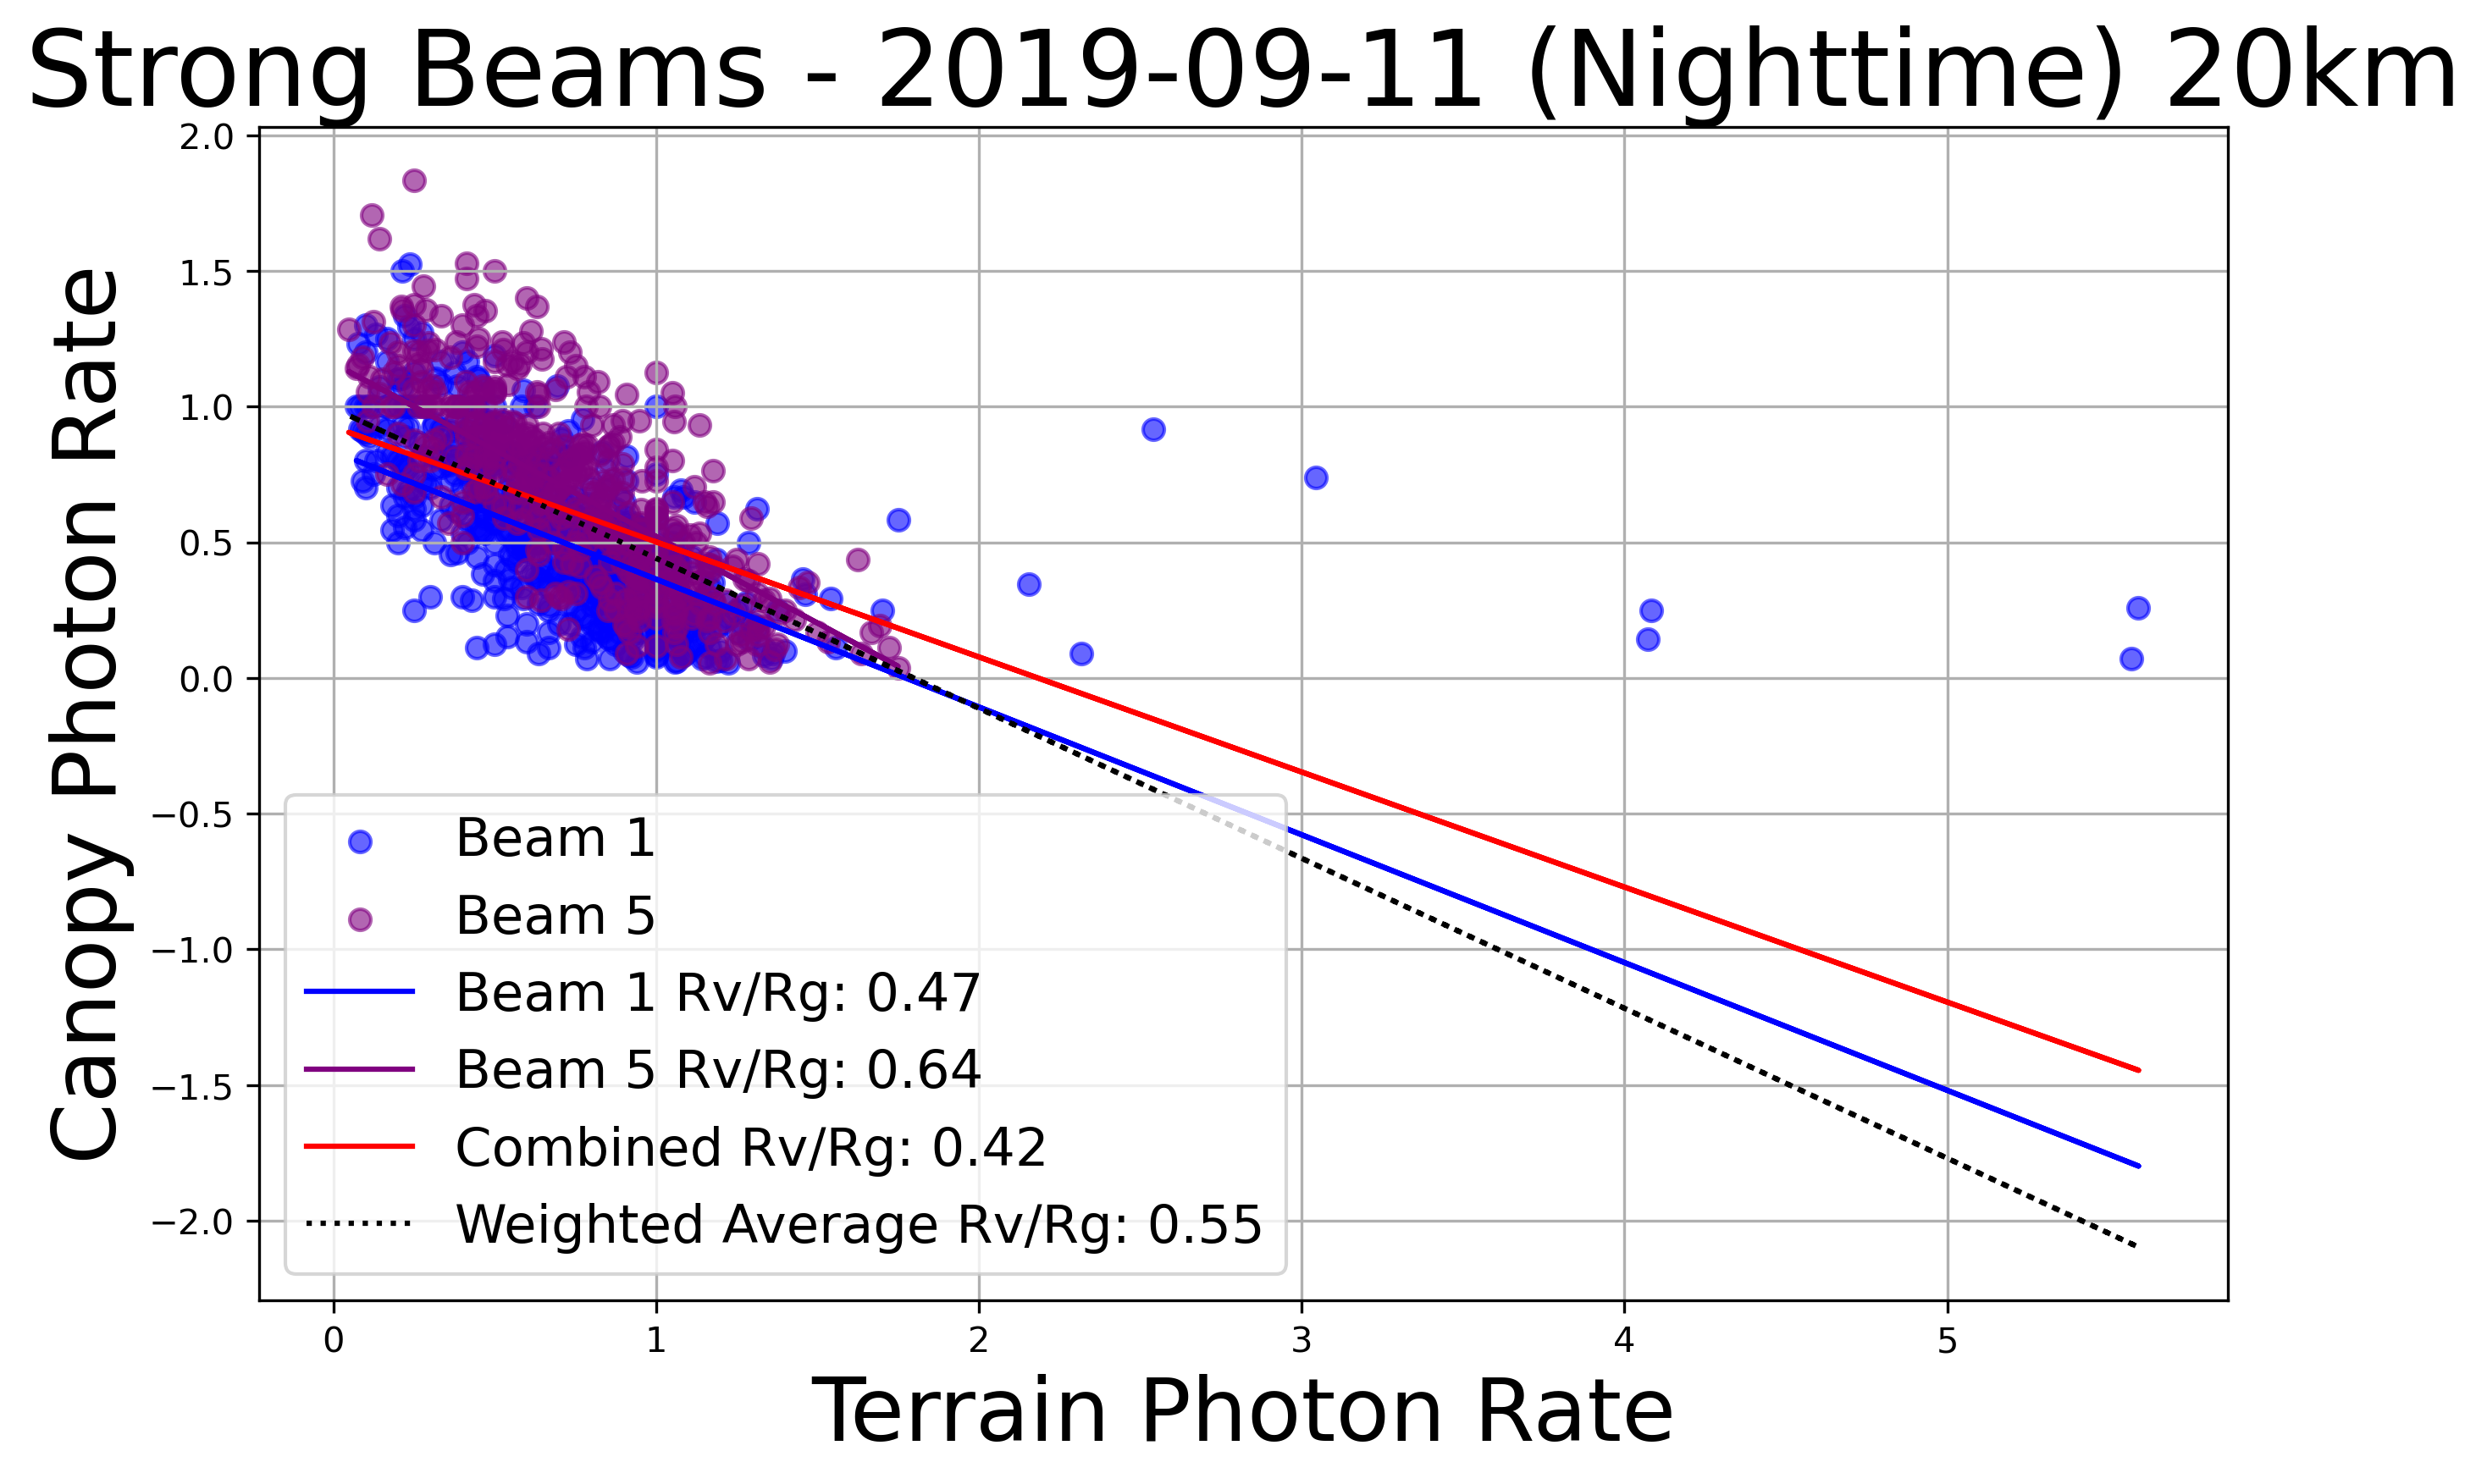 Strong Beams - 2019-09-11 (Nighttime) 20km
Canopy Photon Rate
2.0
1.5
1.0
0.5
0.0
−0.5
−1.0
−1.5
−2.0
Beam 1
Beam 5
Beam 1 Rv/Rg: 0.47
Beam 5 Rv/Rg: 0.64
Combined Rv/Rg: 0.42
Weighted Average Rv/Rg: 0.55
0 1 2 3 4 5
Terrain Photon Rate